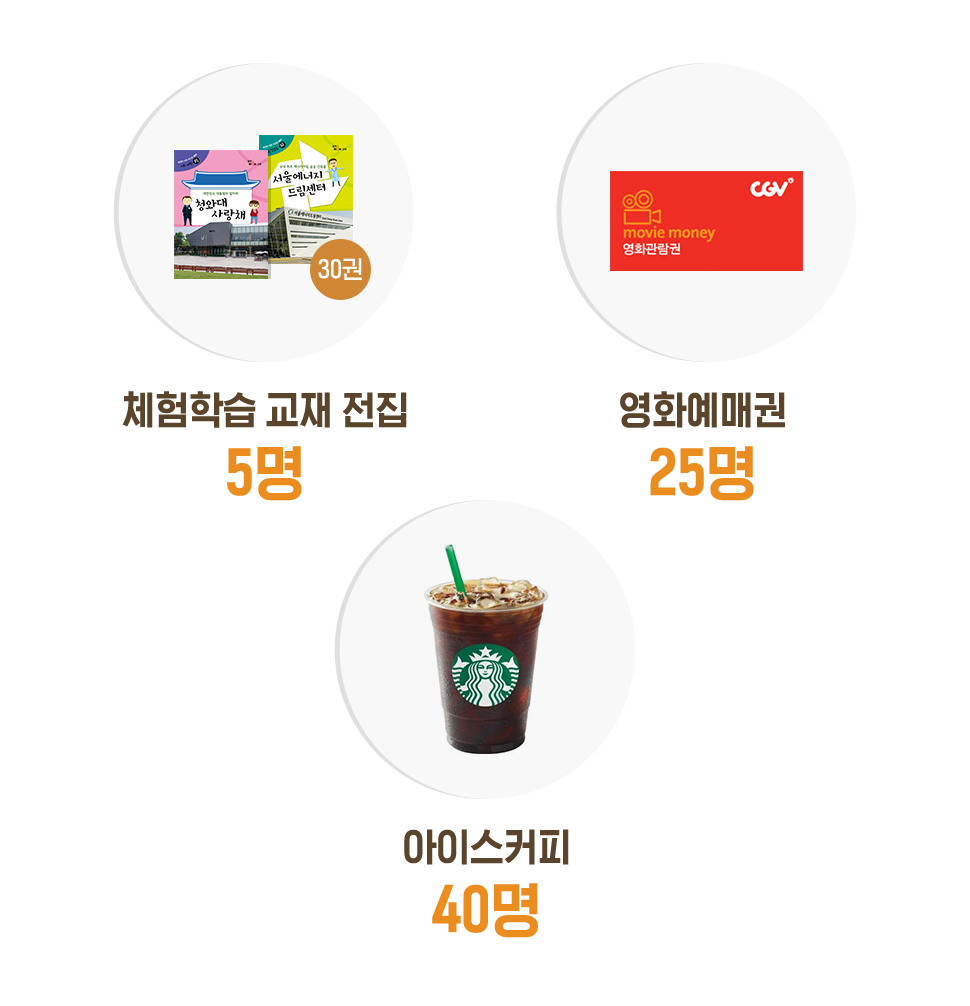 청와대
사랑채
서울에너지
드림센터
30권
CGV
movie money
영화관람권
체험학습 교재 전집
5명
영화예매권
25명
아이스커피
40명